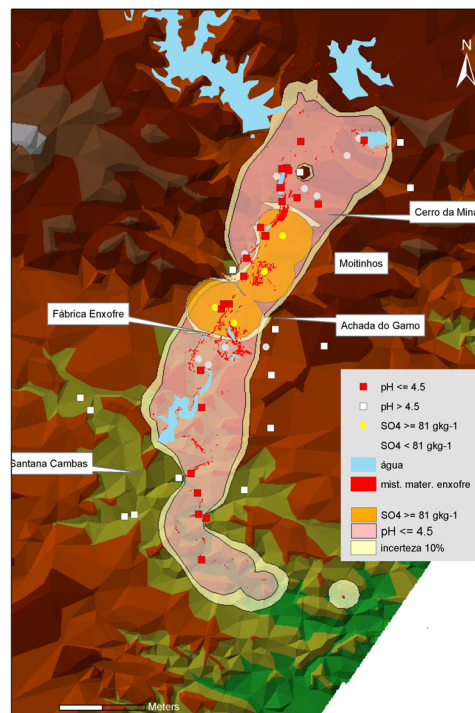 N
Cerro da Mina
Moitinhos
Fábrica Enxofre
Achada do Gamo
Santana Cambas
pH <= 4.5
pH > 4.5
SO4 >= 81 gkg-1
SO4 < 81 gkg-1
água
mist. mater. enxofre
SO4 >= 81 gkg-1
pH <= 4.5
incerteza 10%
Meters